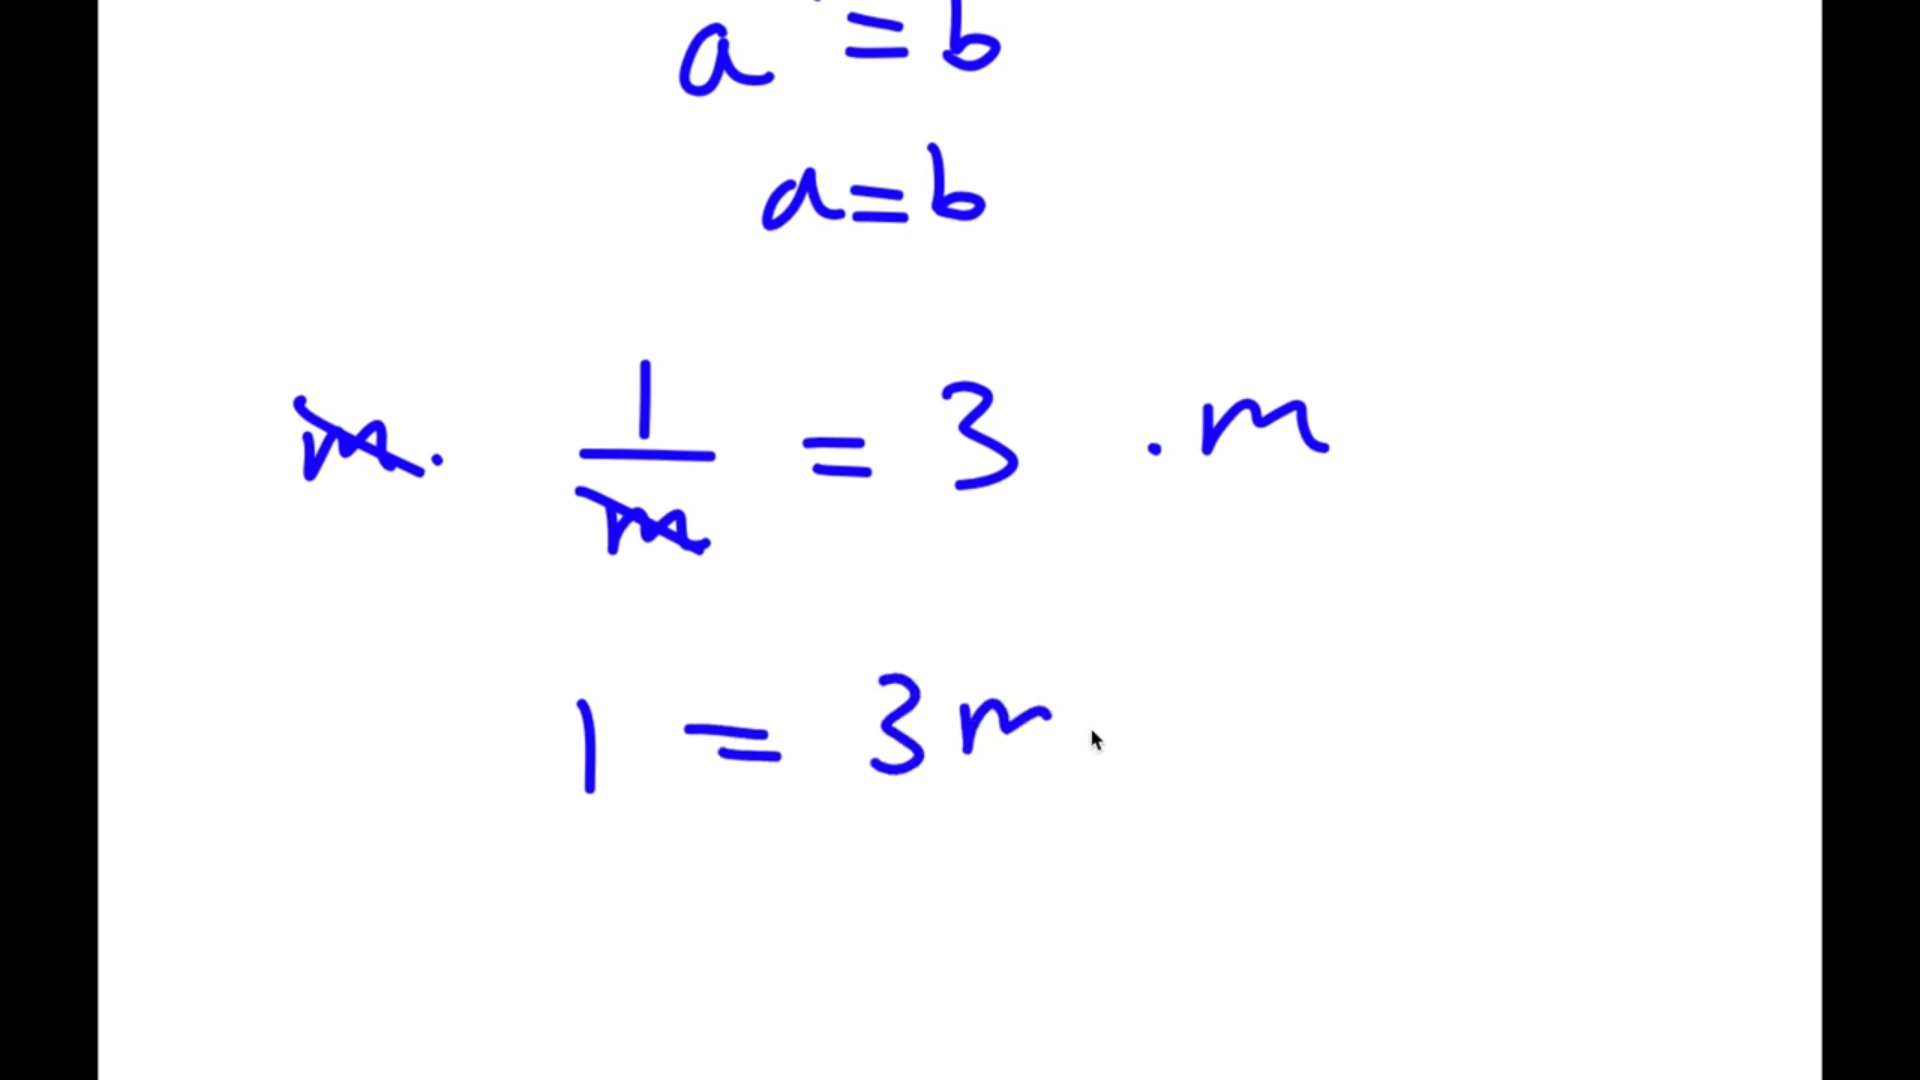 a = b
a = b
m · 1/m = 3 · m
1 = 3m